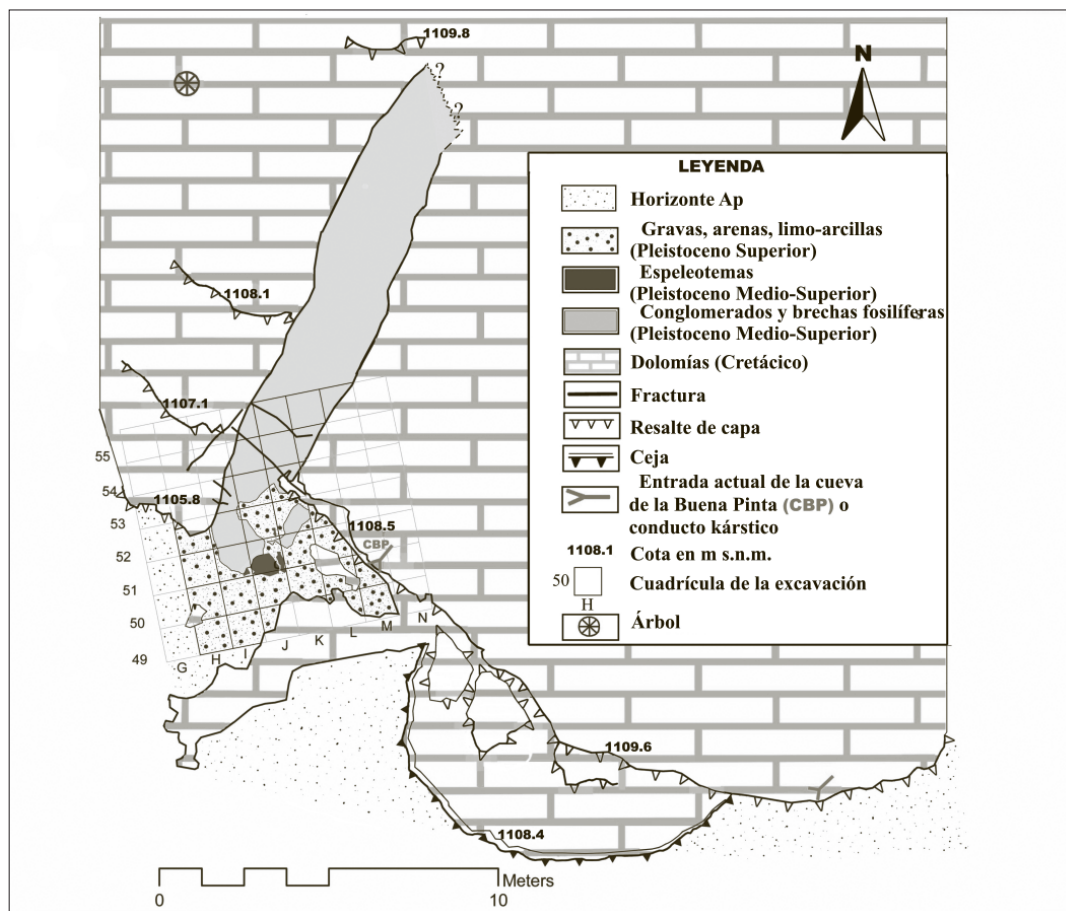 1109.8
N
?
?
LEYENDA
Horizonte Ap
Gravas, arenas, limo-arcillas
(Pleistoceno Superior)
Espeleotemas
(Pleistoceno Medio-Superior)
Conglomerados y brechas fosilíferas
(Pleistoceno Medio-Superior)
Dolomías (Cretácico)
Fractura
Resalte de capa
Ceja
Entrada actual de la cueva
de la Buena Pinta (CBP) o
conducto kárstico
1108.1 Cota en m s.n.m.
50 Cuadrícula de la excavación
H
Árbol
1108.1
1107.1
55
54
1105.8
53
1108.5
CBP
52
51
50
49
G H I J K L M N
1109.6
1108.4
Meters
0 10